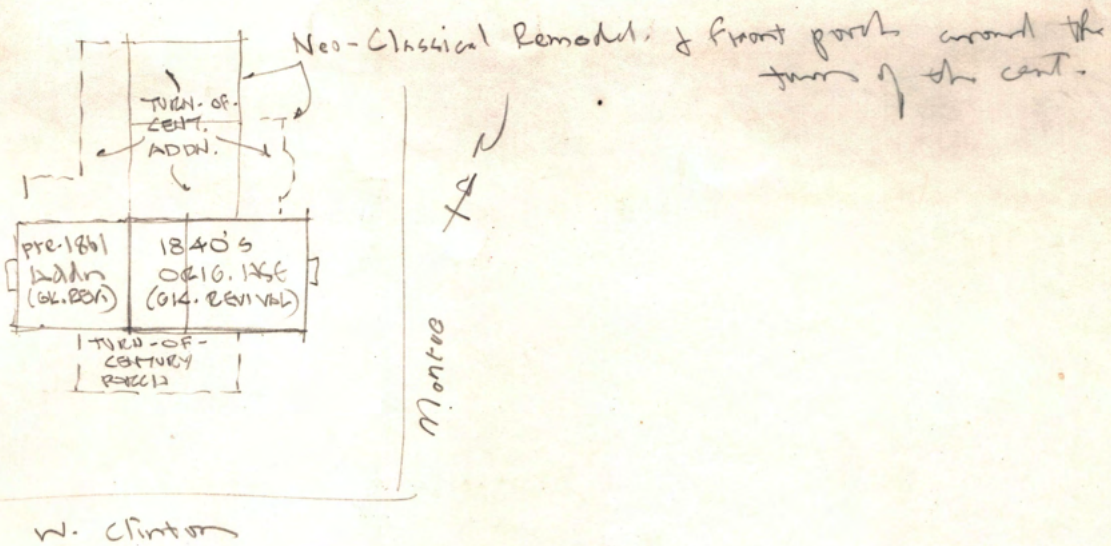 Neo-Classical Remodel. & Front porch around the
turn of the cent.
TURN-OF-
CENT.
ADDN.
N
pre-1861
Addn
(GK. REV.)
1840's
ORIG. HSE
(GK. REVIVAL)
TURN-OF-
CENTURY
PORCH
Monroe
W. Clinton